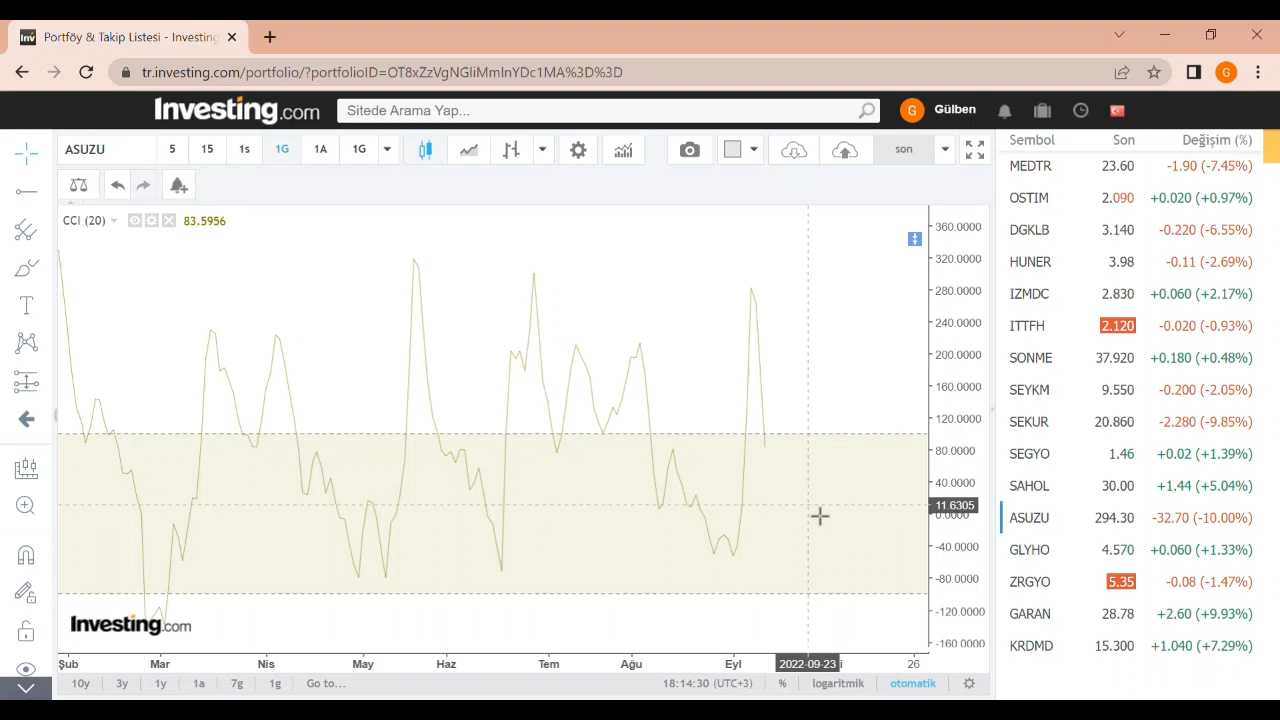 Portföy & Takip Listesi - Investing
tr.investing.com/portfolio/?portfolioID=OT8xZzVgNGliMmlnYDc1MA%3D%3D
G
Investing.com
Sitede Arama Yap...
G
Gülben
ASUZU
5
15
1s
1G
1A
1G
son
Sembol Son Değişim (%)
MEDTR 23.60 -1.90 (-7.45%)
OSTIM 2.090 +0.020 (+0.97%)
DGKLB 3.140 -0.220 (-6.55%)
HUNER 3.98 -0.11 (-2.69%)
IZMDC 2.830 +0.060 (+2.17%)
ITTFH 2.120 -0.020 (-0.93%)
SONME 37.920 +0.180 (+0.48%)
SEYKM 9.550 -0.200 (-2.05%)
SEKUR 20.860 -2.280 (-9.85%)
SEGYO 1.46 +0.02 (+1.39%)
SAHOL 30.00 +1.44 (+5.04%)
ASUZU 294.30 -32.70 (-10.00%)
GLYHO 4.570 +0.060 (+1.33%)
ZRGYO 5.35 -0.08 (-1.47%)
GARAN 28.78 +2.60 (+9.93%)
KRDMD 15.300 +1.040 (+7.29%)
CCI (20) 83.5956
360.0000
320.0000
280.0000
240.0000
200.0000
160.0000
120.0000
80.0000
40.0000
11.6305
0.0000
-40.0000
-80.0000
-120.0000
-160.0000
Investing.com
Şub Mar Nis May Haz Tem Ağu Eyl 2022-09-23 26
10y 3y 1y 1a 7g 1g Go to... 18:14:30 (UTC+3) % logaritmik otomatik